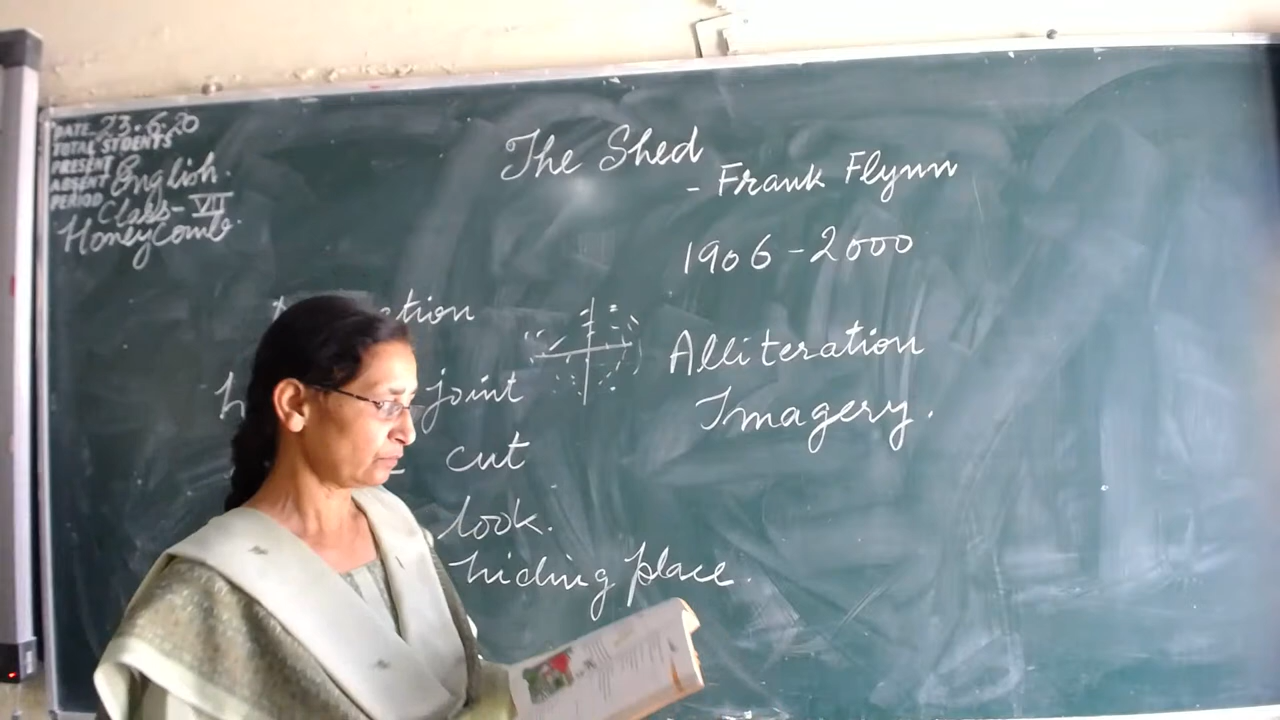 DATE 23.6.20
TOTAL STUDENTS
PRESENT
ABSENT English.
PERIOD Class-VII
Honeycomb.
The Shed
- Frank Flynn
1906-2000
Alliteration
Imagery.
joint
cut
look.
hiding place.